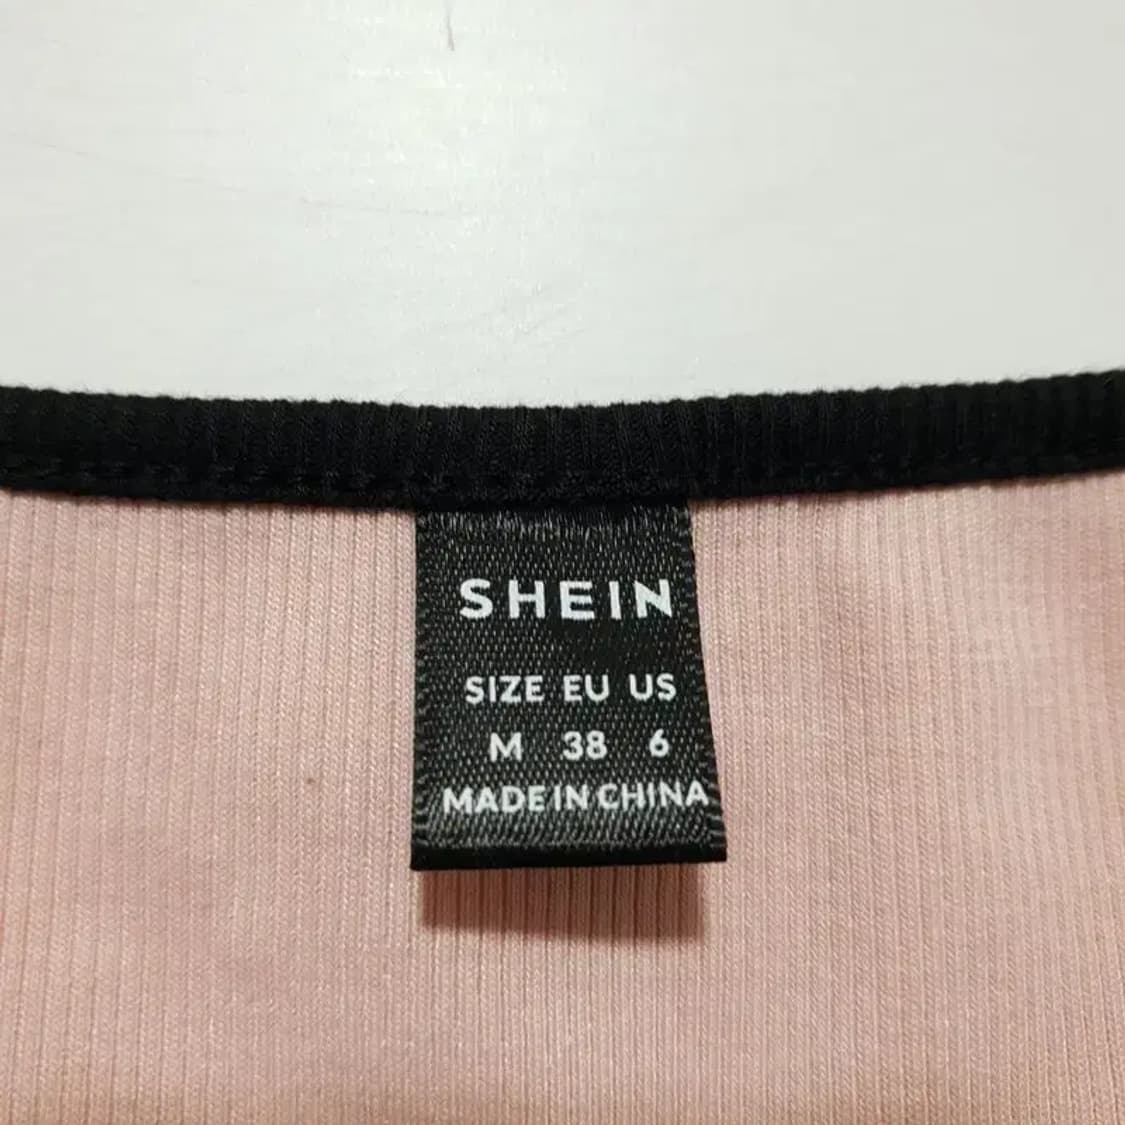 SHEIN
SIZE EU US
M 38 6
MADE IN CHINA